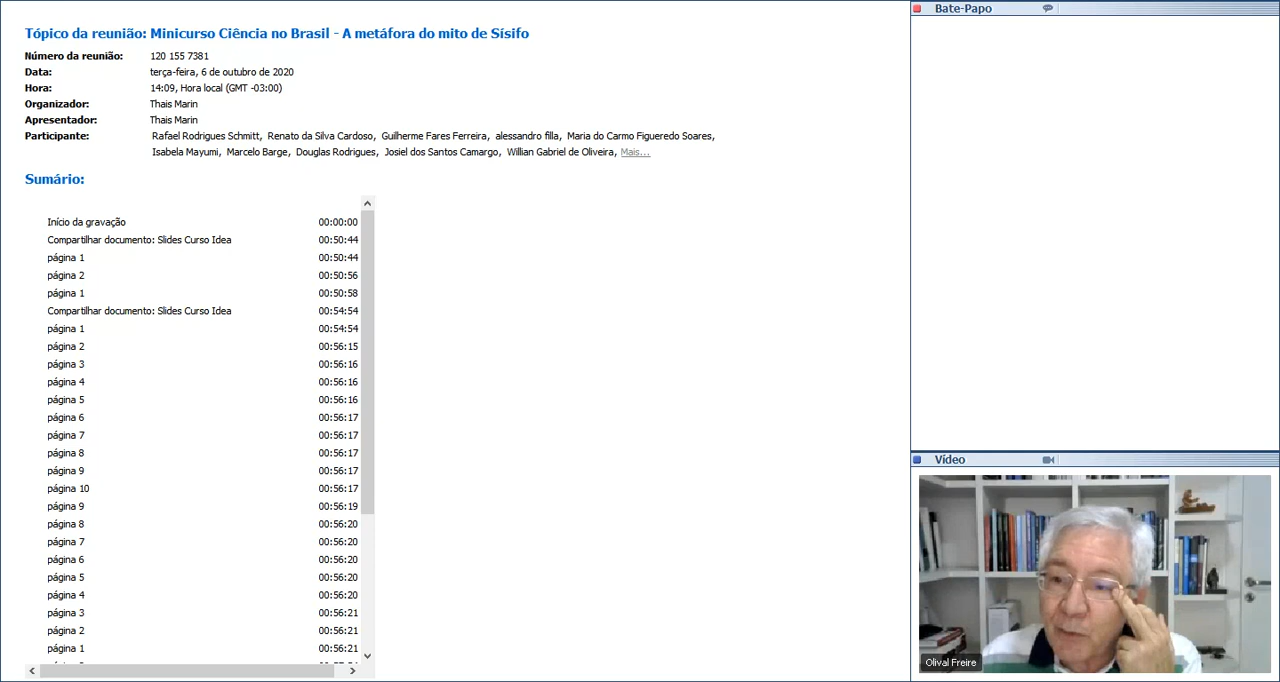 Tópico da reunião: Minicurso Ciência no Brasil - A metáfora do mito de Sísifo
Número da reunião: 120 155 7381
Data: terça-feira, 6 de outubro de 2020
Hora: 14:09, Hora local (GMT -03:00)
Organizador: Thais Marin
Apresentador: Thais Marin
Participante: Rafael Rodrigues Schmitt, Renato da Silva Cardoso, Guilherme Fares Ferreira, alessandro filla, Maria do Carmo Figueredo Soares,
Isabela Mayumi, Marcelo Barge, Douglas Rodrigues, Josiel dos Santos Camargo, Willian Gabriel de Oliveira, Mais...
Sumário:
Início da gravação 00:00:00
Compartilhar documento: Slides Curso Idea 00:50:44
página 1 00:50:44
página 2 00:50:56
página 1 00:50:58
Compartilhar documento: Slides Curso Idea 00:54:54
página 1 00:54:54
página 2 00:56:15
página 3 00:56:16
página 4 00:56:16
página 5 00:56:16
página 6 00:56:17
página 7 00:56:17
página 8 00:56:17
página 9 00:56:17
página 10 00:56:17
página 9 00:56:19
página 8 00:56:20
página 7 00:56:20
página 6 00:56:20
página 5 00:56:20
página 4 00:56:20
página 3 00:56:21
página 2 00:56:21
página 1 00:56:21
Bate-Papo
Vídeo
Olival Freire